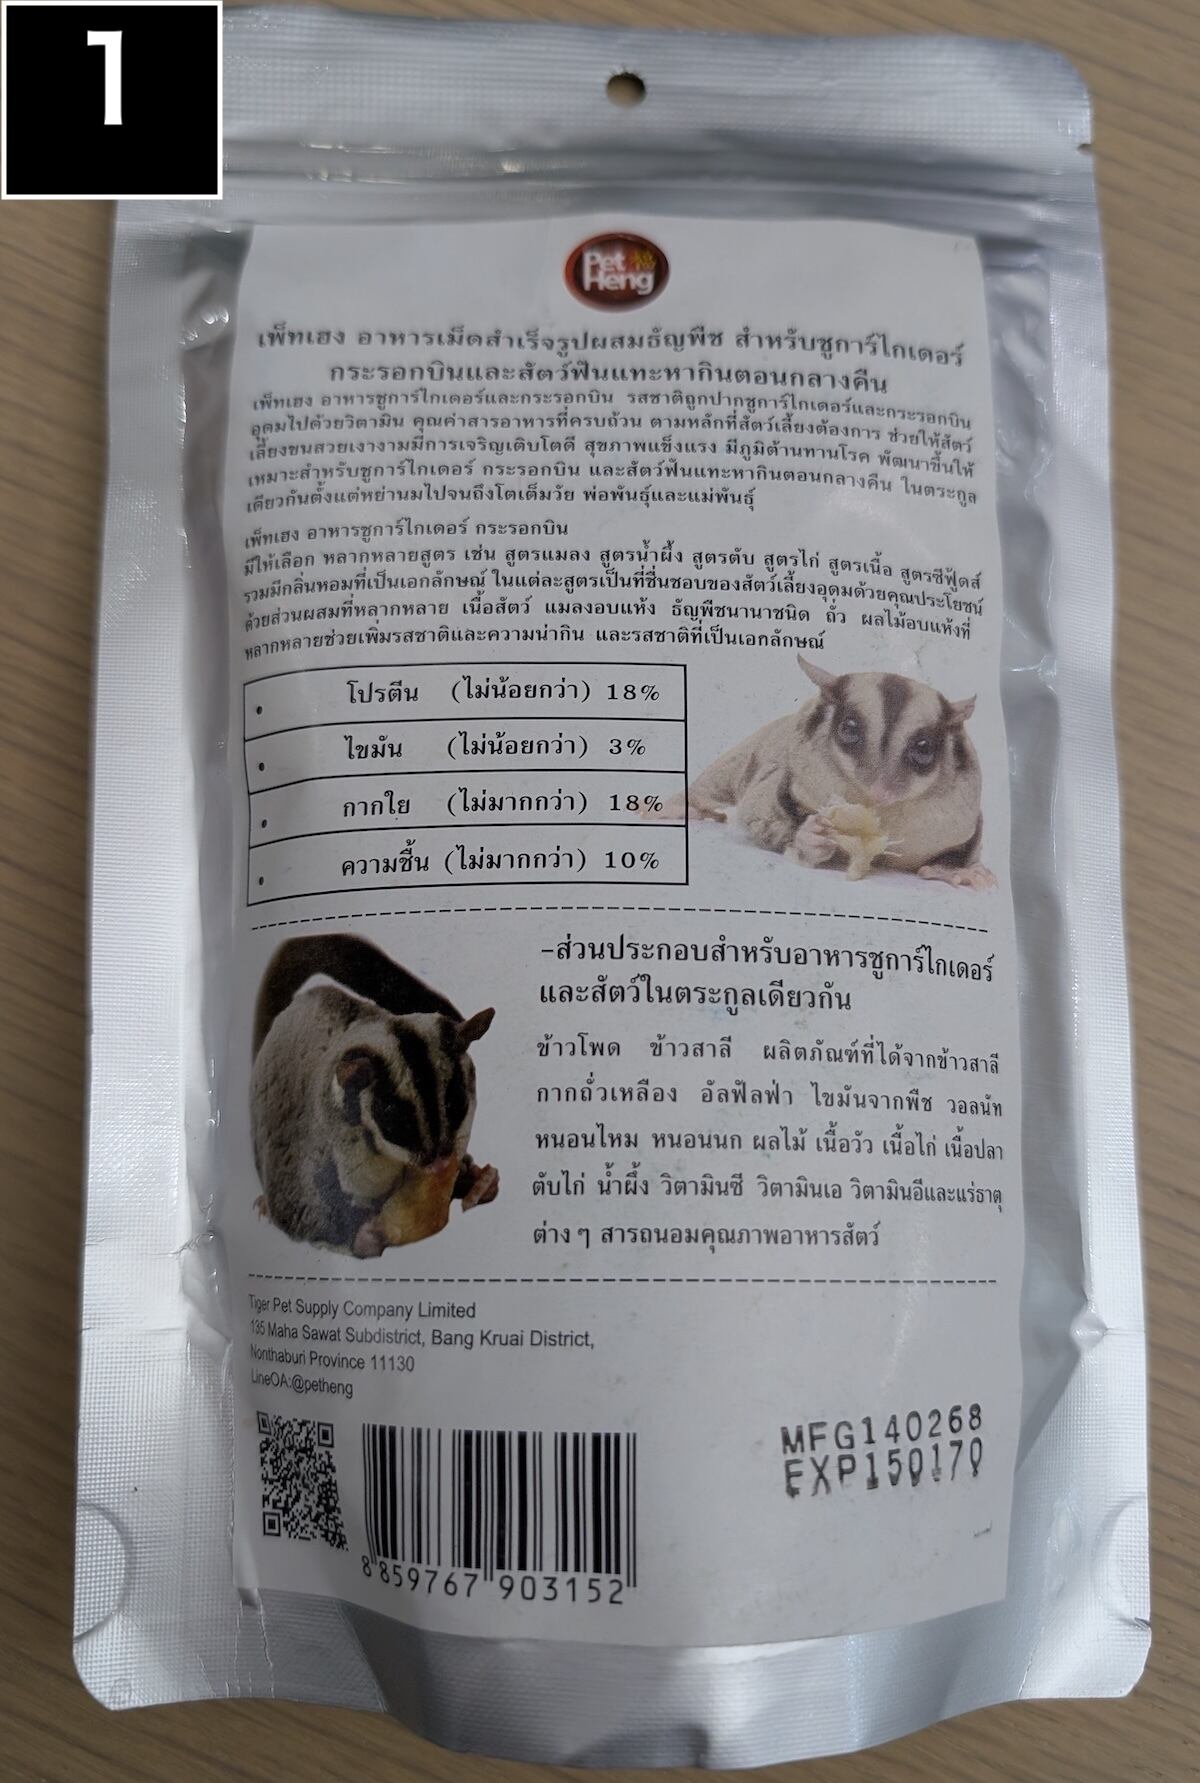 1
Pet 福
Heng
เพ็ทเฮง อาหารเม็ดสำเร็จรูปผสมธัญพืช สำหรับชูการ์ไกเดอร์
กระรอกบินและสัตว์ฟันแทะหากินตอนกลางคืน
เพ็ทเฮง อาหารชูการ์ไกเดอร์และกระรอกบิน รสชาติถูกปากชูการ์ไกเดอร์และกระรอกบิน
อุดมไปด้วยวิตามิน คุณค่าสารอาหารที่ครบถ้วน ตามหลักที่สัตว์เลี้ยงต้องการ ช่วยให้สัตว์
เลี้ยงขนสวยเงางามมีการเจริญเติบโตดี สุขภาพแข็งแรง มีภูมิต้านทานโรค พัฒนาขึ้นให้
เหมาะสำหรับชูการ์ไกเดอร์ กระรอกบิน และสัตว์ฟันแทะหากินตอนกลางคืน ในตระกูล
เดียวกันตั้งแต่หย่านมไปจนถึงโตเต็มวัย พ่อพันธุ์และแม่พันธุ์
เพ็ทเฮง อาหารชูการ์ไกเดอร์ กระรอกบิน
มีให้เลือก หลากหลายสูตร เช่น สูตรแมลง สูตรน้ำผึ้ง สูตรตับ สูตรไก่ สูตรเนื้อ สูตรซีฟู้ดส์
รวมมีกลิ่นหอมที่เป็นเอกลักษณ์ ในแต่ละสูตรเป็นที่ชื่นชอบของสัตว์เลี้ยงอุดมด้วยคุณประโยชน์
ด้วยส่วนผสมที่หลากหลาย เนื้อสัตว์ แมลงอบแห้ง ธัญพืชนานาชนิด ถั่ว ผลไม้อบแห้งที่
หลากหลายช่วยเพิ่มรสชาติและความน่ากิน และรสชาติที่เป็นเอกลักษณ์
• โปรตีน (ไม่น้อยกว่า) 18%
• ไขมัน (ไม่น้อยกว่า) 3%
• กากใย (ไม่มากกว่า) 18%
• ความชื้น (ไม่มากกว่า) 10%
-ส่วนประกอบสำหรับอาหารชูการ์ไกเดอร์
และสัตว์ในตระกูลเดียวกัน
ข้าวโพด ข้าวสาลี ผลิตภัณฑ์ที่ได้จากข้าวสาลี
กากถั่วเหลือง อัลฟัลฟ่า ไขมันจากพืช วอลนัท
หนอนไหม หนอนนก ผลไม้ เนื้อวัว เนื้อไก่ เนื้อปลา
ตับไก่ น้ำผึ้ง วิตามินซี วิตามินเอ วิตามินอีและแร่ธาตุ
ต่าง ๆ สารถนอมคุณภาพอาหารสัตว์
Tiger Pet Supply Company Limited
135 Maha Sawat Subdistrict, Bang Kruai District,
Nonthaburi Province 11130
LineOA:@petheng
MFG140268
EXP150170
8 859767 903152